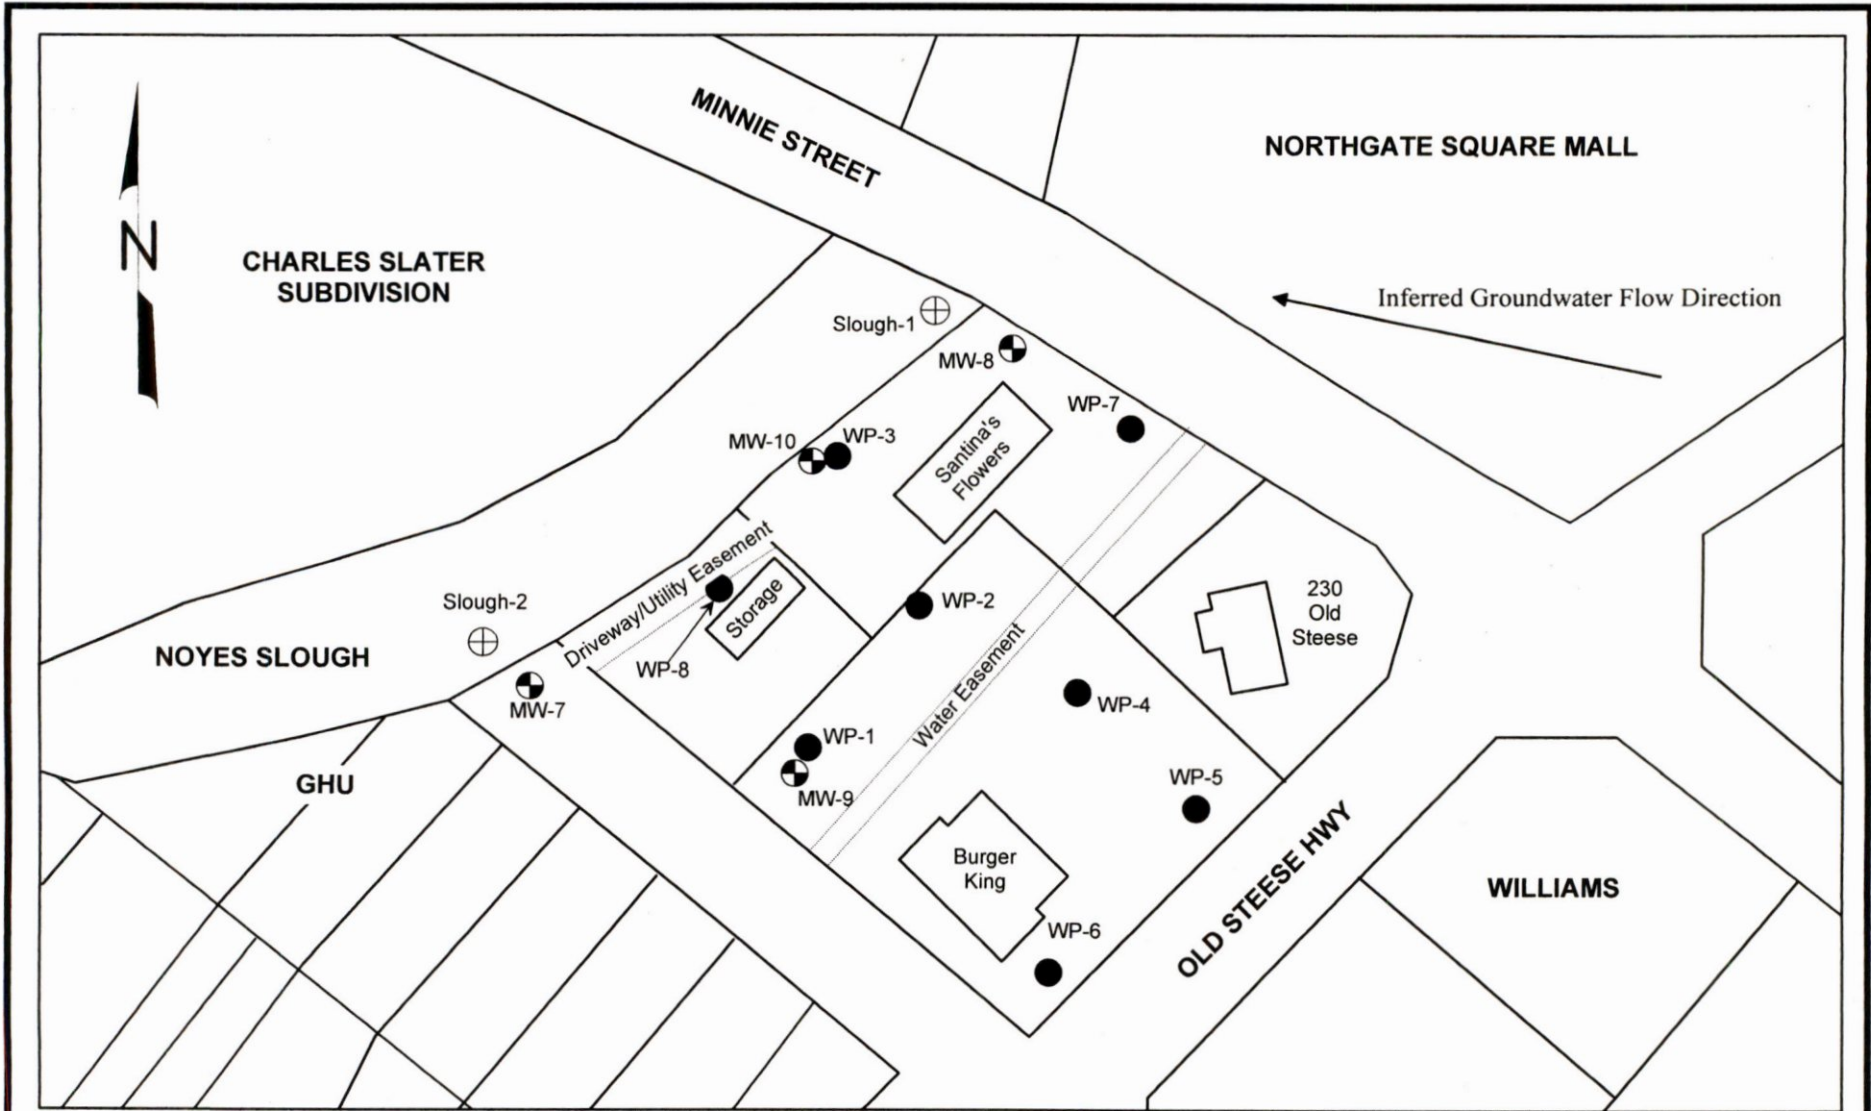 MINNIE STREET
NORTHGATE SQUARE MALL
N
CHARLES SLATER
SUBDIVISION
Inferred Groundwater Flow Direction
Slough-1
MW-8
WP-7
MW-10
WP-3
Santina's
Flowers
Driveway/Utility Easement
Storage
WP-8
Slough-2
NOYES SLOUGH
MW-7
WP-2
230
Old
Steese
Water Easement
WP-4
WP-1
MW-9
WP-5
GHU
Burger
King
WP-6
OLD STEESE HWY
WILLIAMS